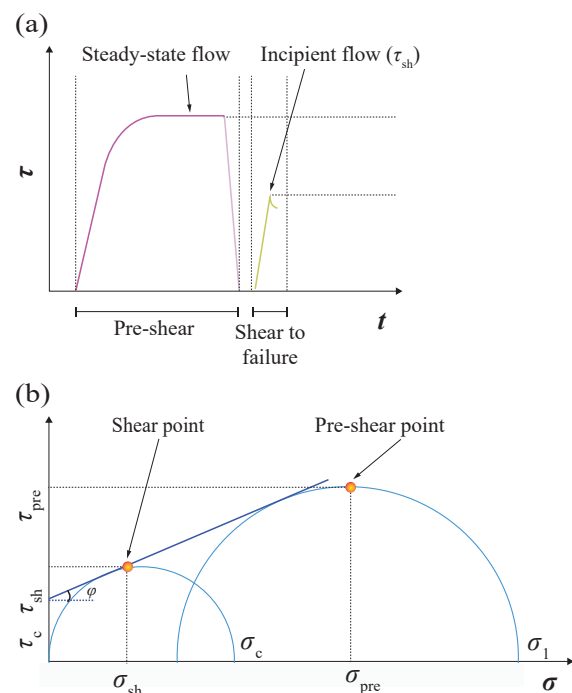 (a)
Steady-state flow
Incipient flow (τsh)
τ
t
Pre-shear
Shear to
failure
(b)
Shear point
Pre-shear point
τpre
τsh
τc
φ
σc
σ1
σsh
σpre
σ